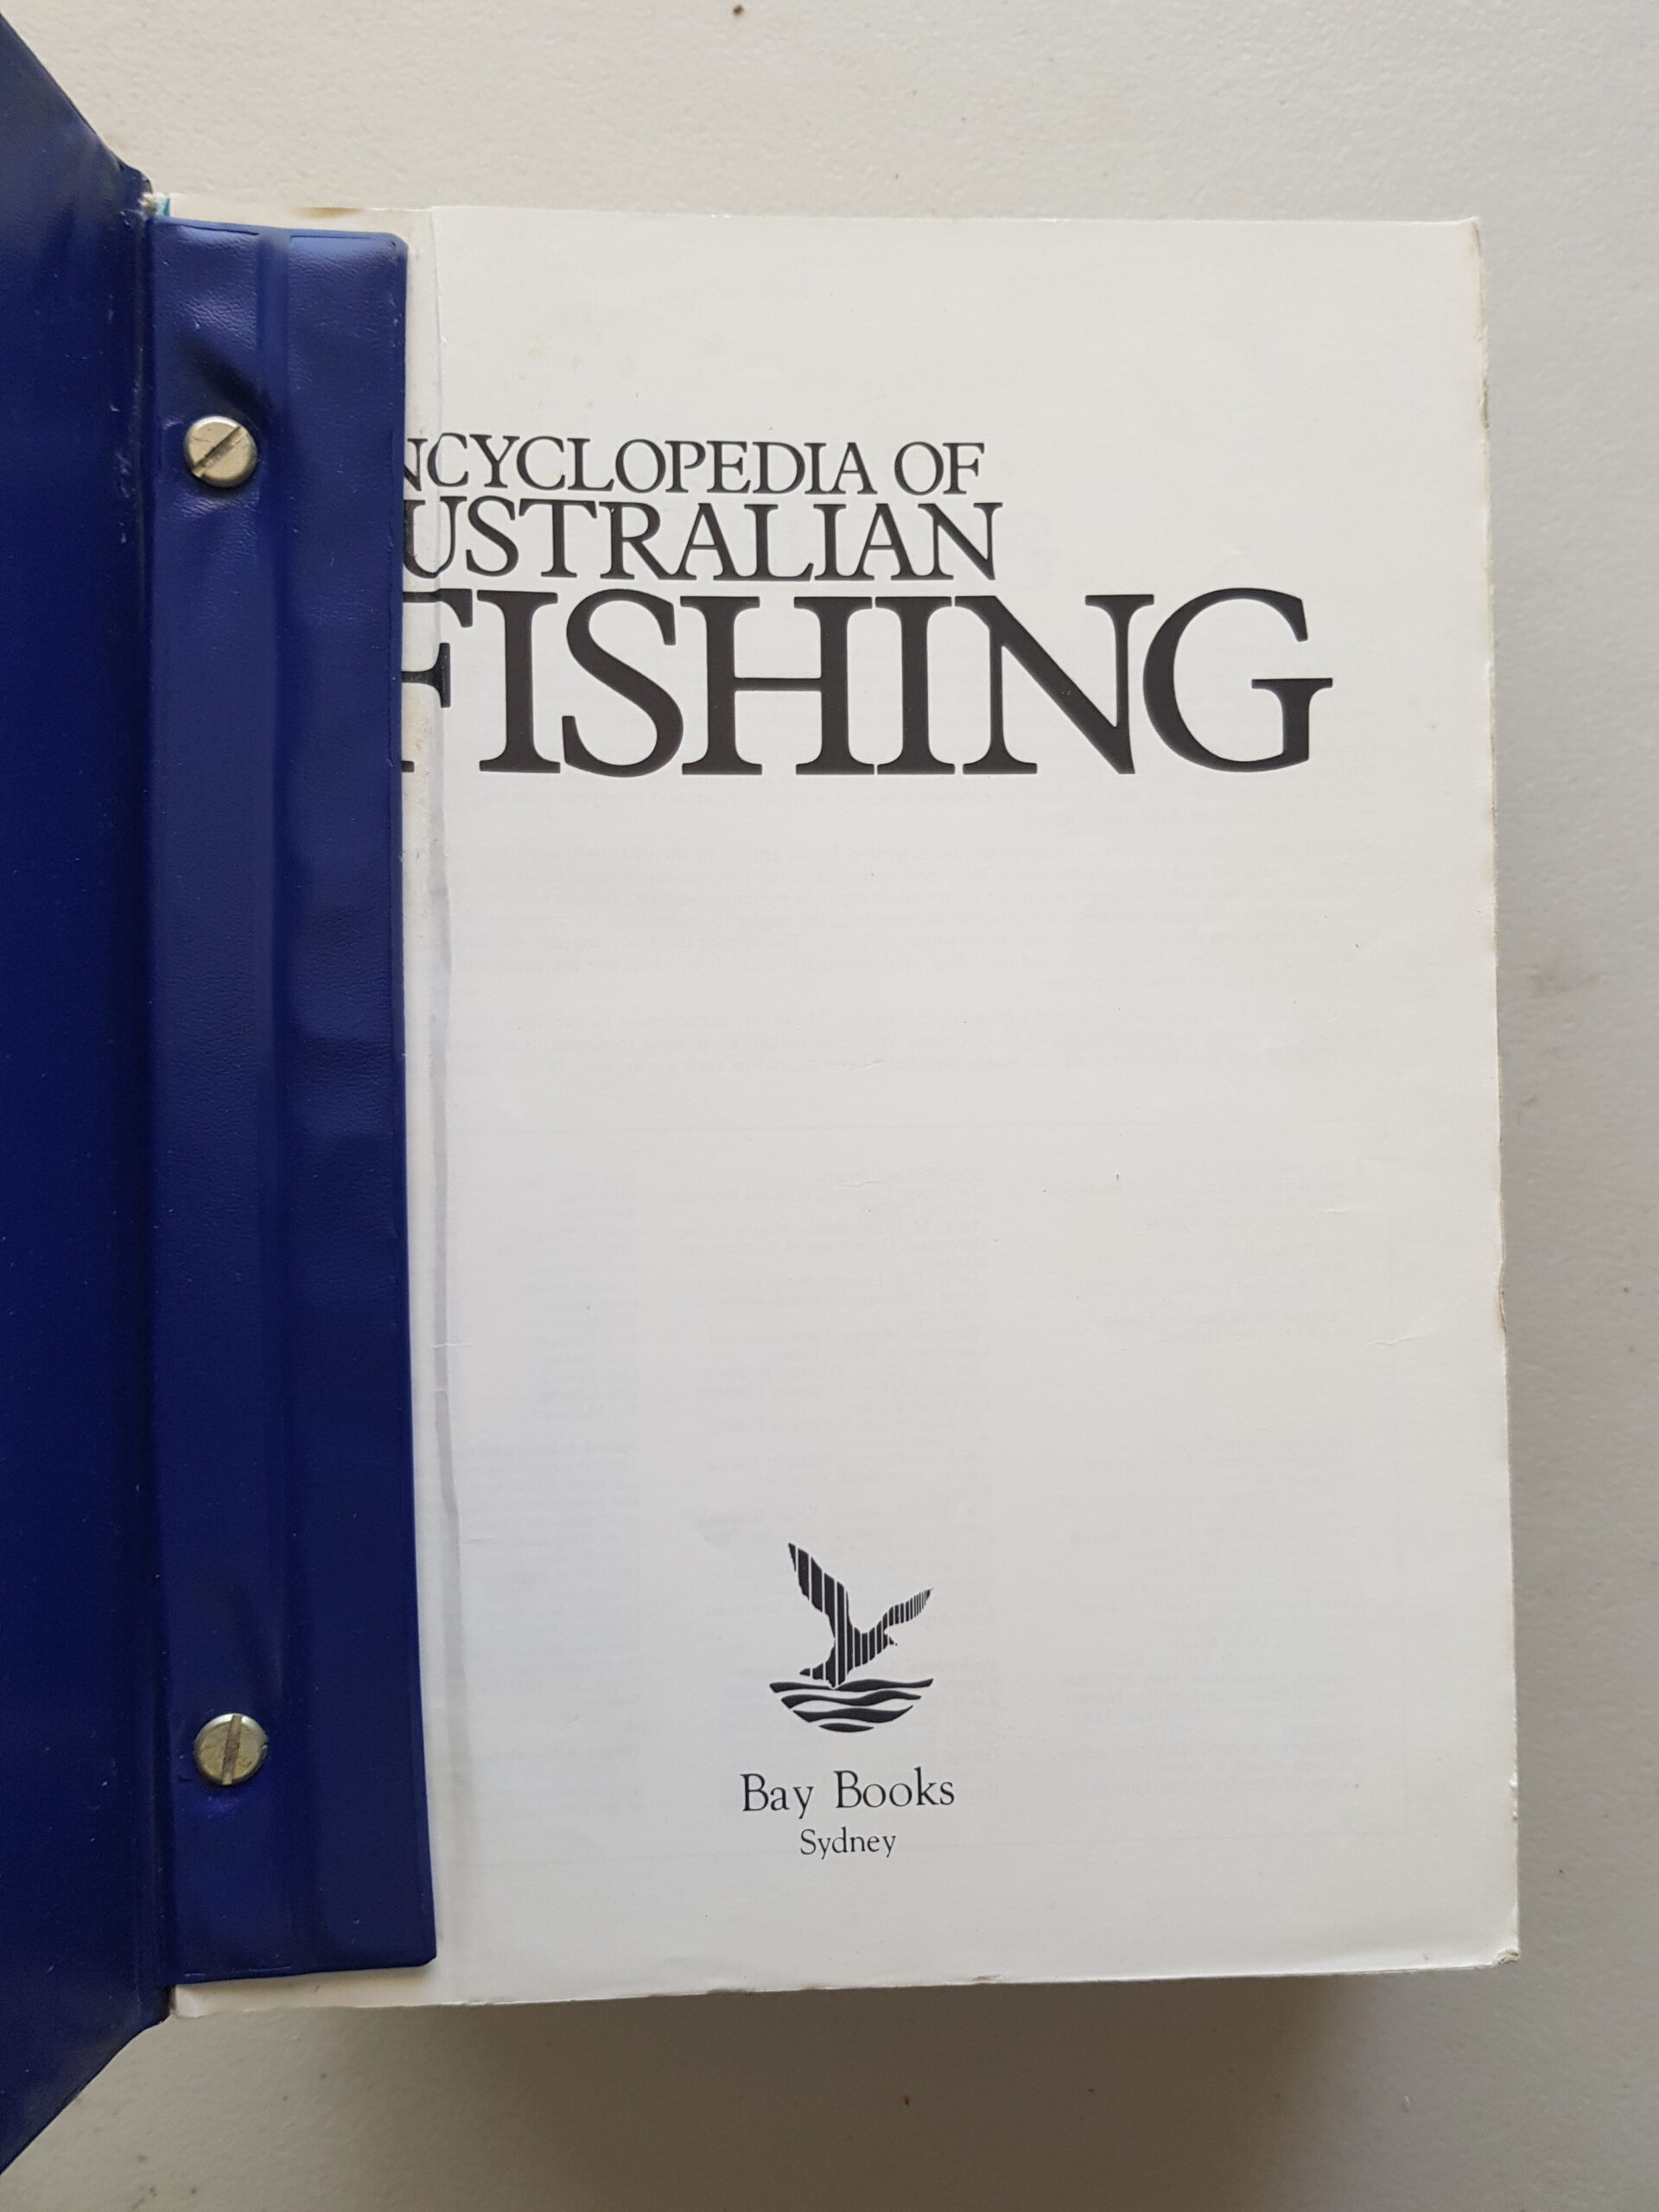 NCYCLOPEDIA OF
USTRALIAN
FISHING
Bay Books
Sydney